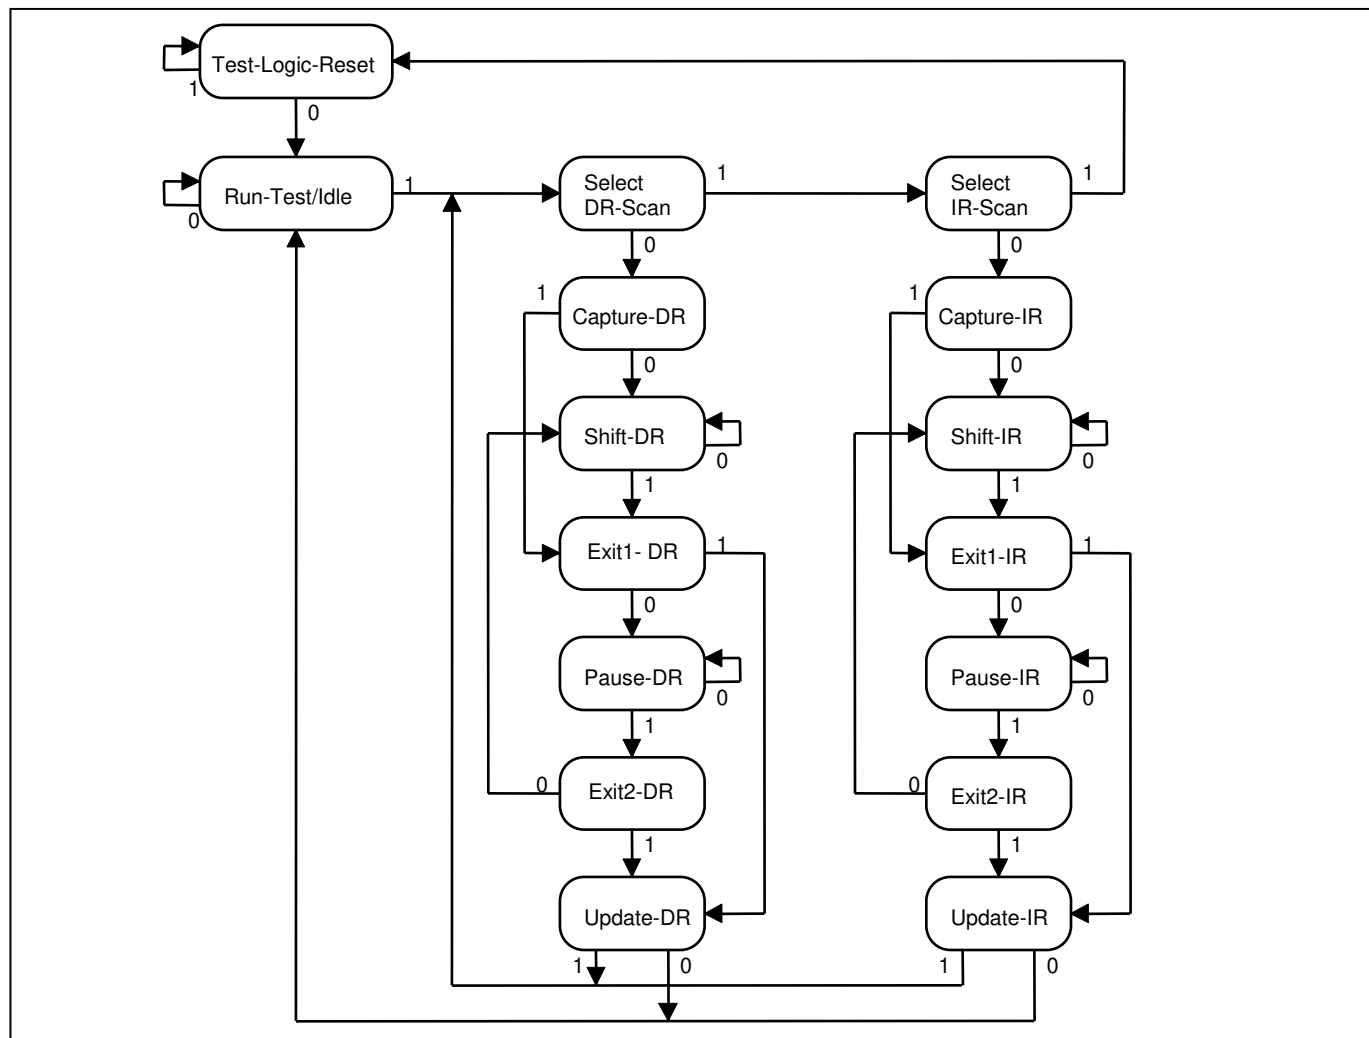 Test-Logic-Reset
1
0
Run-Test/Idle
0
1
Select
DR-Scan
1
Select
IR-Scan
1
0
0
1
Capture-DR
1
Capture-IR
0
0
Shift-DR
0
Shift-IR
0
1
1
Exit1- DR
1
Exit1-IR
1
0
0
Pause-DR
0
Pause-IR
0
1
1
0
Exit2-DR
0
Exit2-IR
1
1
Update-DR
Update-IR
1
0
1
0